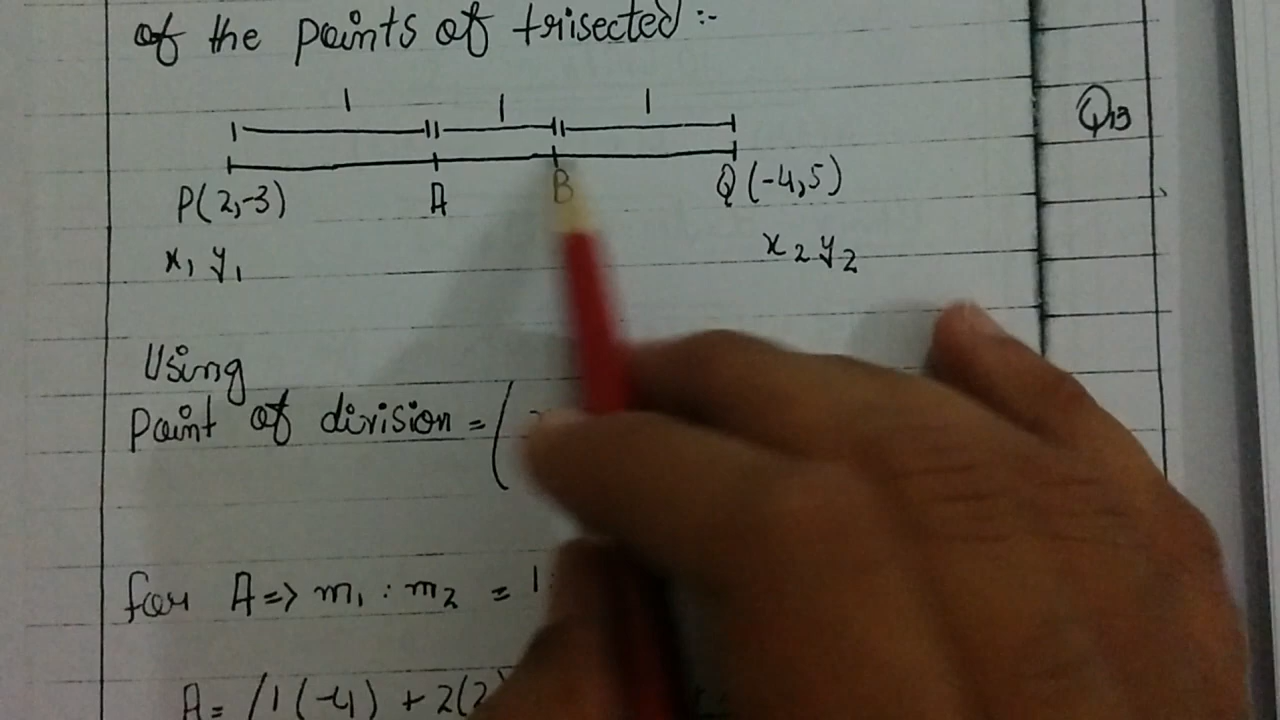 of the points of trisected :-
1 1 1
Q13
P(2,-3) A B Q(-4,5)
x1 y1 x2 y2
Using
Point of division = (
for A => m1 : m2 = 1:
A = (1(-4) + 2(2